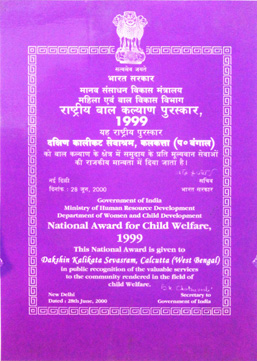 सत्यमेव जयते
भारत सरकार
मानव संसाधन विकास मंत्रालय
महिला एवं बाल विकास विभाग
राष्ट्रीय बाल कल्याण पुरस्कार,
1999
यह राष्ट्रीय पुरस्कार
दक्षिण कालीकट सेवाश्रम, कलकत्ता (प० बंगाल)
को बाल कल्याण के क्षेत्र में समुदाय के प्रति मूल्यवान सेवाओं
की राजकीय मान्यता में दिया जाता है।
नई दिल्ली
सचिव
दिनांक : 28 जून, 2000
भारत सरकार
Government of India
Ministry of Human Resource Development
Department of Women and Child Development
National Award for Child Welfare,
1999
This National Award is given to
Dakshin Kalikata Sevasram, Calcutta (West Bengal)
in public recognition of the valuable services
to the community rendered in the field of
child Welfare.
New Delhi
Secretary to
Dated : 28th June, 2000
Government of India